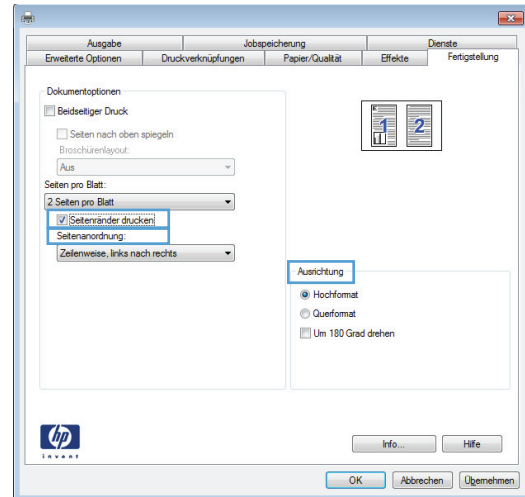 Ausgabe
Jobspeicherung
Dienste
Erweiterte Optionen
Druckverknüpfungen
Papier/Qualität
Effekte
Fertigstellung
Dokumentoptionen
Beidseitiger Druck
Seiten nach oben spiegeln
Broschürenlayout:
Aus
Seiten pro Blatt:
2 Seiten pro Blatt
Seitenränder drucken
Seitenanordnung:
Zeilenweise, links nach rechts
1
2
Ausrichtung
Hochformat
Querformat
Um 180 Grad drehen
hp
invent
Info...
Hilfe
OK
Abbrechen
Übernehmen